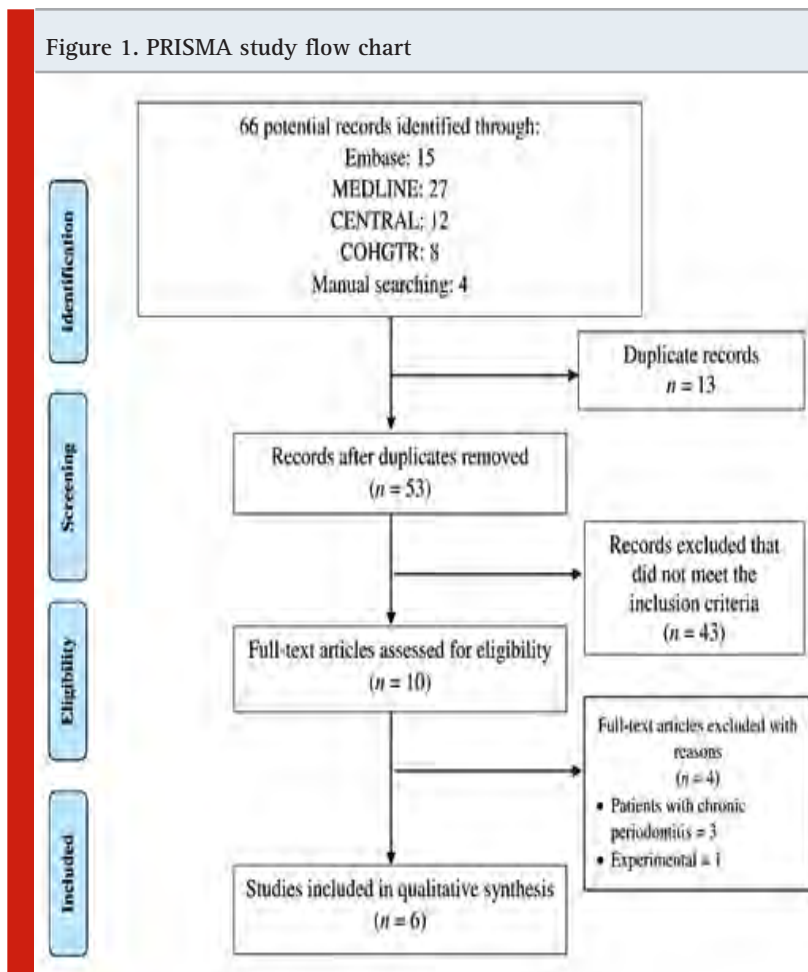 Figure 1. PRISMA study flow chart
66 potential records identified through:
Embase: 15
MEDLINE: 27
CENTRAL: 12
COHGTR: 8
Manual searching: 4
Identification
Duplicate records
n = 13
Records after duplicates removed
(n = 53)
Screening
Records excluded that
did not meet the
inclusion criteria
(n = 43)
Full-text articles assessed for eligibility
(n = 10)
Eligibility
Full-text articles excluded with
reasons
(n = 4)
• Patients with chronic
periodontitis = 3
• Experimental = 1
Studies included in qualitative synthesis
(n = 6)
Included